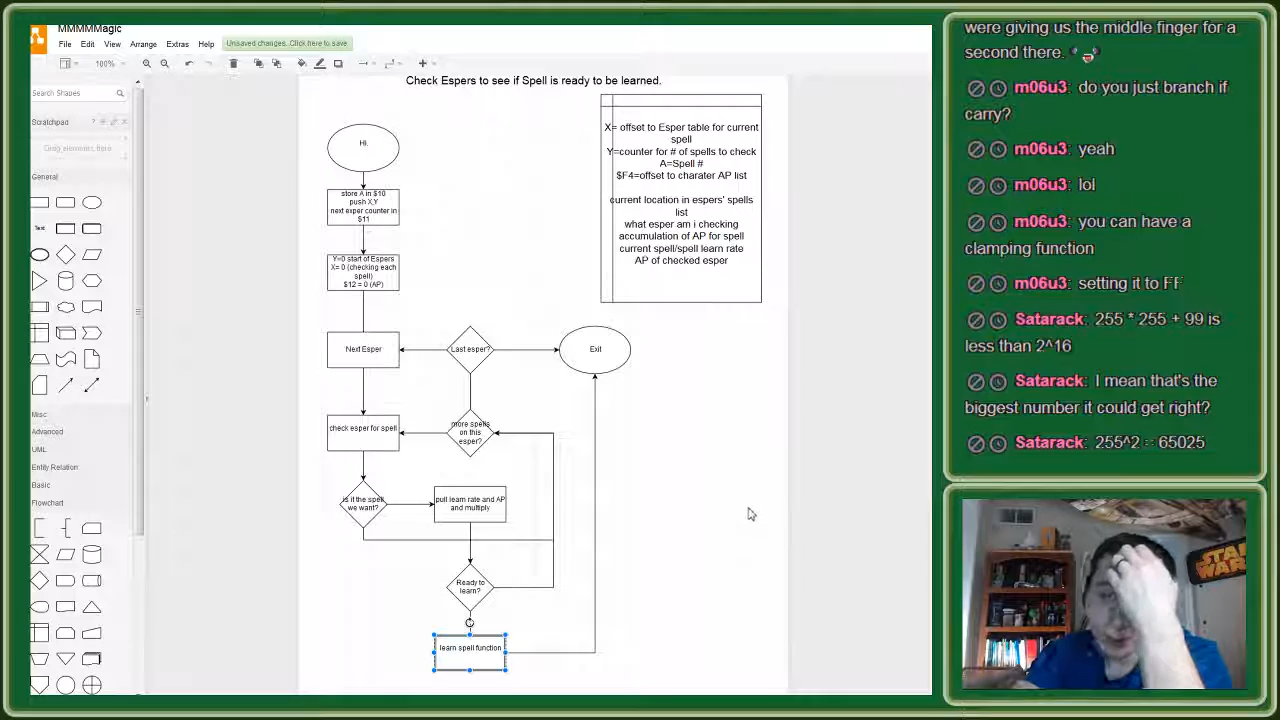 MMMMMagic
File Edit View Arrange Extras Help
Unsaved changes. Click here to save
100%
Search Shapes
Scratchpad
Drag elements here
General
Text
Misc
Advanced
UML
Entity Relation
Basic
Flowchart
Check Espers to see if Spell is ready to be learned.
X= offset to Esper table for current
spell
Y=counter for # of spells to check
A=Spell #
$F4=offset to charater AP list
current location in espers' spells
list
what esper am i checking
accumulation of AP for spell
current spell/spell learn rate
AP of checked esper
Hi.
store A in $10
push X,Y
next exper counter in
$11
Y=0 start of Espers
X= 0 (checking each
spell)
$12 = 0 (AP)
Next Esper
Last esper?
Exit
check esper for spell
more spells
on this
esper?
is it the spell
we want?
pull learn rate and AP
and multiply
Ready to
learn?
learn spell function
were giving us the middle finger for a
second there.
m06u3: do you just branch if
carry?
m06u3: yeah
m06u3: lol
m06u3: you can have a
clamping function
m06u3: setting it to FF
Satarack: 255 * 255 + 99 is
less than 2^16
Satarack: I mean that's the
biggest number it could get right?
Satarack: 255^2 :: 65025
STAR
WARS